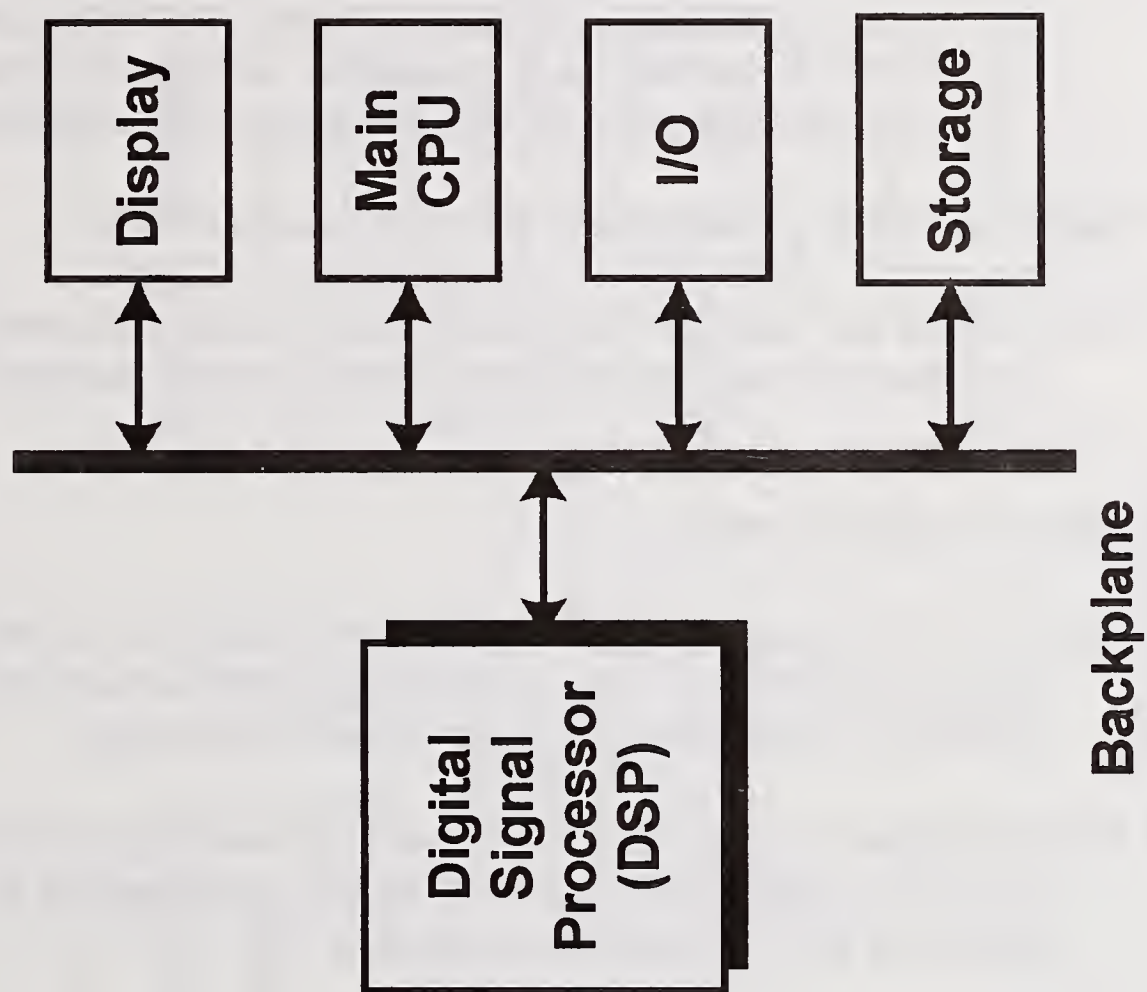 Display
Main
CPU
I/O
Storage
Digital
Signal
Processor
(DSP)
Backplane